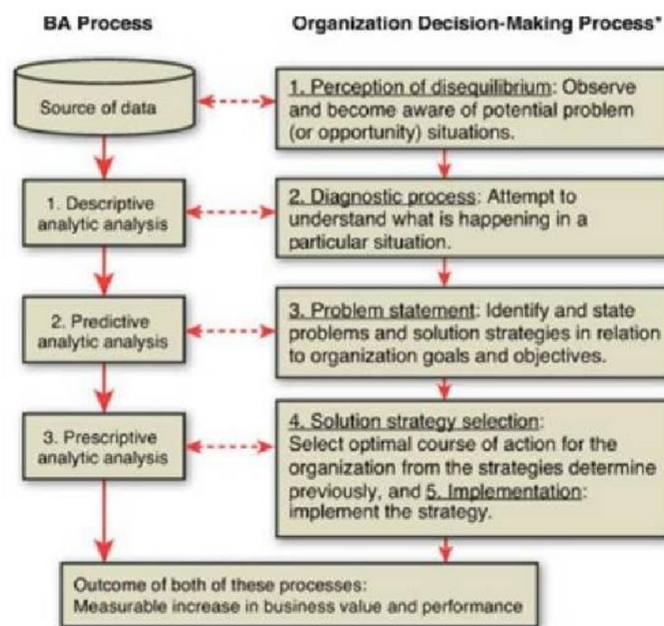 BA Process
Organization Decision-Making Process*
Source of data
1. Perception of disequilibrium: Observe
and become aware of potential problem
(or opportunity) situations.
1. Descriptive
analytic analysis
2. Diagnostic process: Attempt to
understand what is happening in a
particular situation.
2. Predictive
analytic analysis
3. Problem statement: Identify and state
problems and solution strategies in relation
to organization goals and objectives.
3. Prescriptive
analytic analysis
4. Solution strategy selection:
Select optimal course of action for the
organization from the strategies determine
previously, and 5. Implementation:
implement the strategy.
Outcome of both of these processes:
Measurable increase in business value and performance